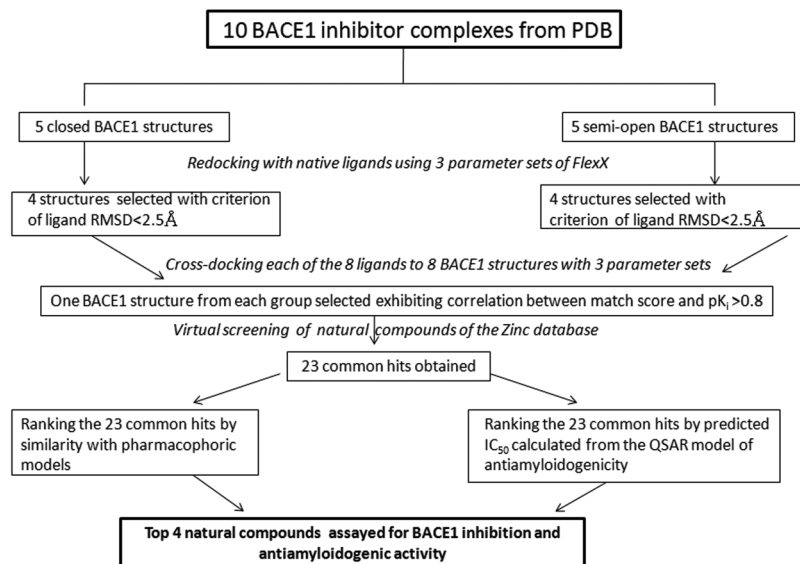 10 BACE1 inhibitor complexes from PDB
5 closed BACE1 structures
5 semi-open BACE1 structures
Redocking with native ligands using 3 parameter sets of FlexX
4 structures selected with criterion
of ligand RMSD<2.5Å
4 structures selected with
criterion of ligand RMSD<2.5Å
Cross-docking each of the 8 ligands to 8 BACE1 structures with 3 parameter sets
One BACE1 structure from each group selected exhibiting correlation between match score and pKi >0.8
Virtual screening of natural compounds of the Zinc database
23 common hits obtained
Ranking the 23 common hits by
similarity with pharmacophoric
models
Ranking the 23 common hits by predicted
IC50 calculated from the QSAR model of
antiamyloidogenicity
Top 4 natural compounds assayed for BACE1 inhibition and
antiamyloidogenic activity